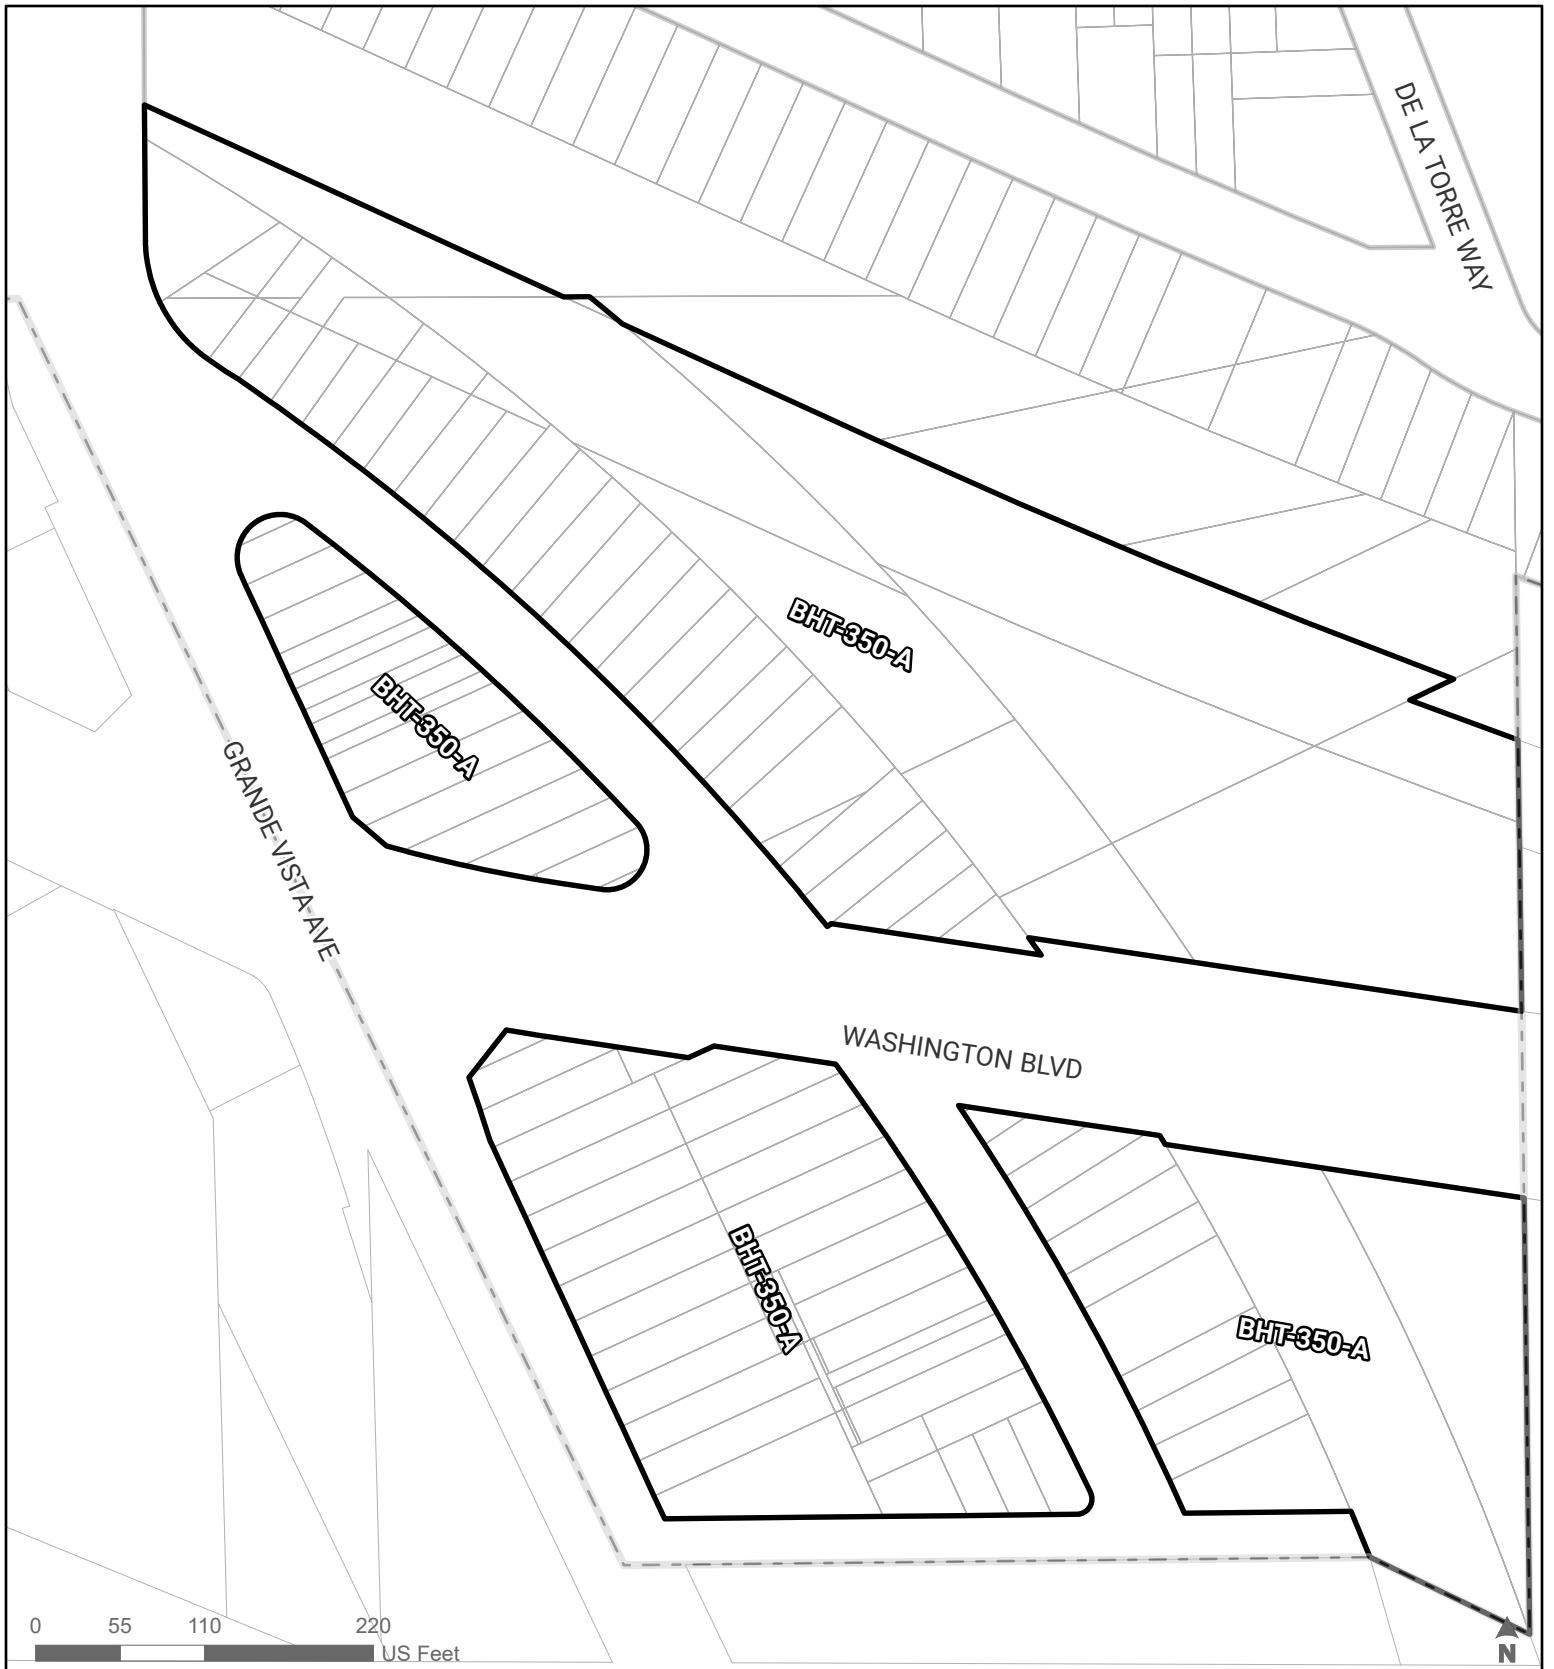 DE LA TORRE WAY
BHT-350-A
BHT-350-A
GRANDE VISTA AVE
WASHINGTON BLVD
BHT-350-A
BHT-350-A
0 55 110 220
US Feet
N